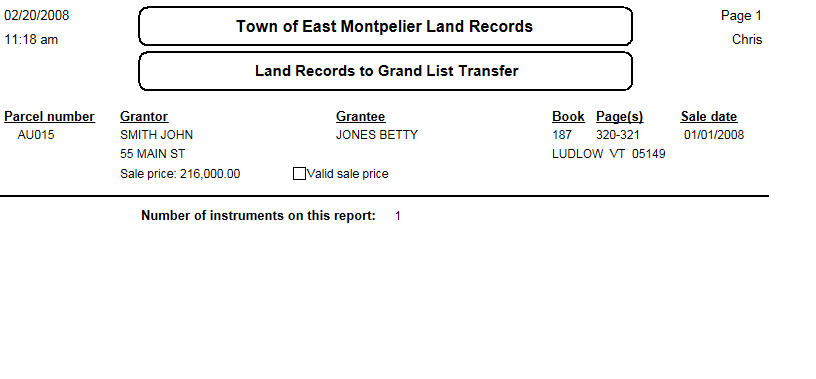 02/20/2008 Town of East Montpelier Land Records Page 1
11:18 am Chris
Land Records to Grand List Transfer
Parcel number Grantor Grantee Book Page(s) Sale date
AU015 SMITH JOHN JONES BETTY 187 320-321 01/01/2008
55 MAIN ST LUDLOW VT 05149
Sale price: 216,000.00 Valid sale price
Number of instruments on this report: 1